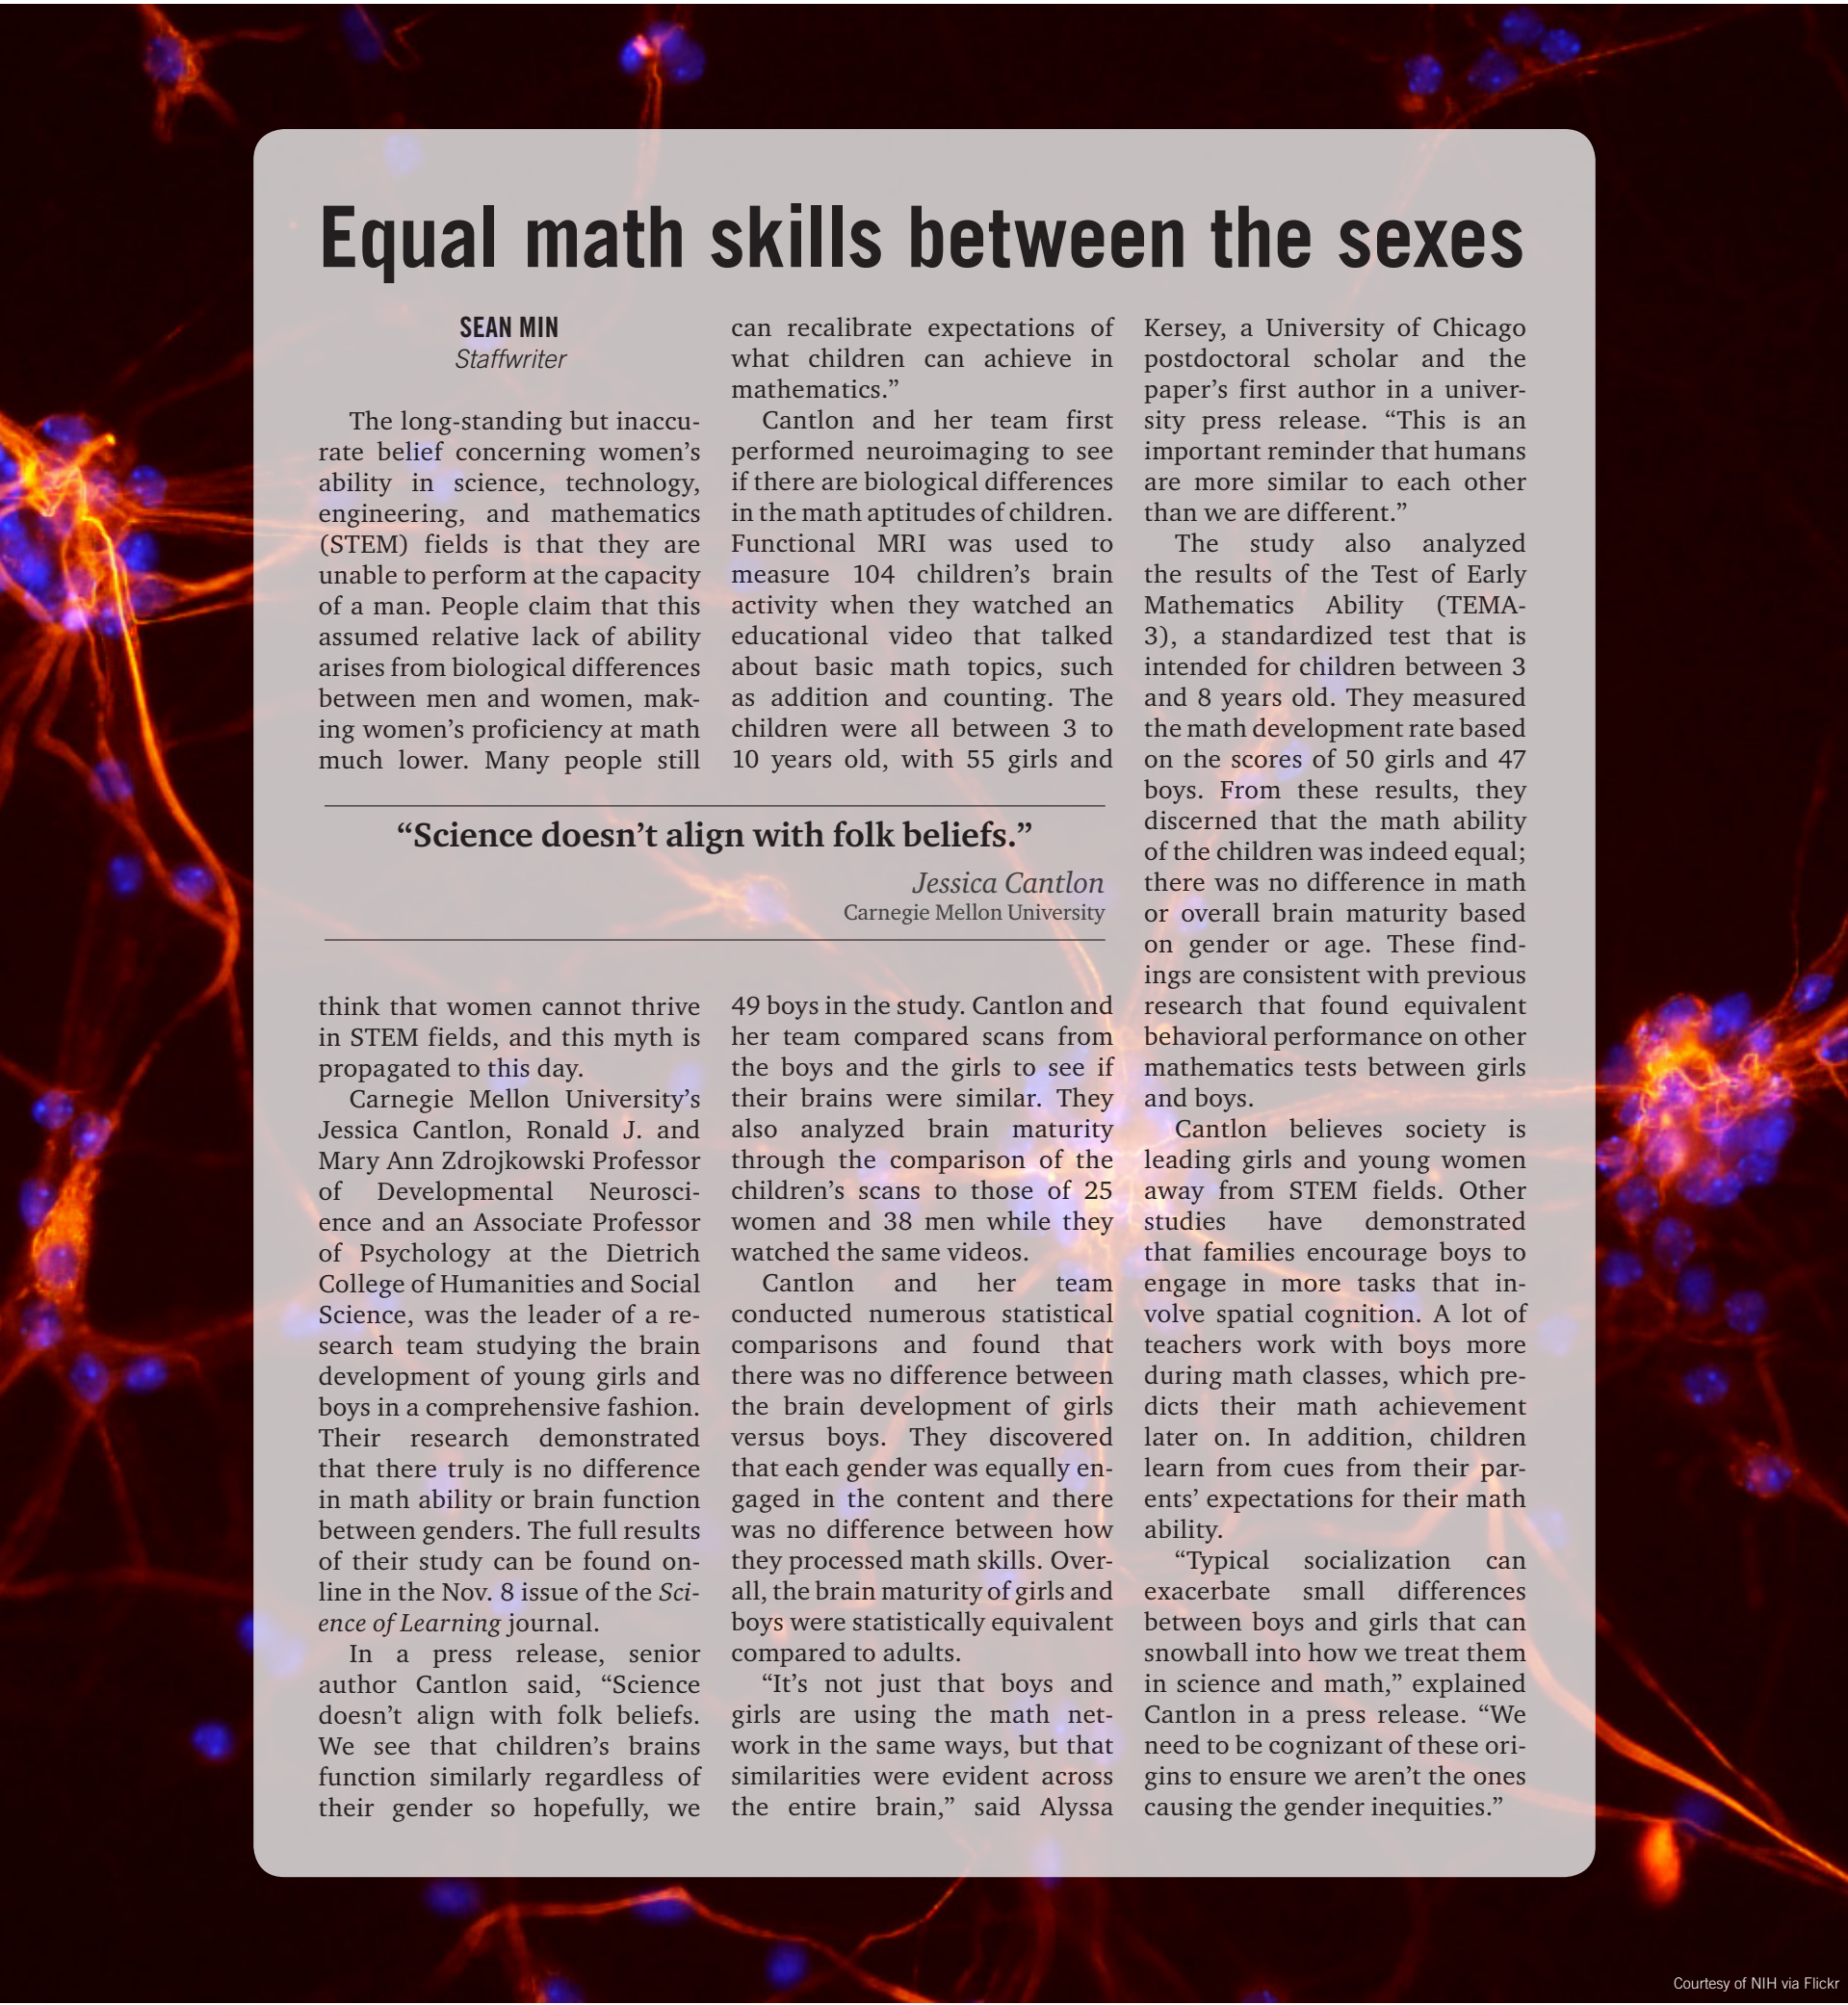 Equal math skills between the sexes
SEAN MIN
Staffwriter
The long-standing but inaccu-
rate belief concerning women’s
ability in science, technology,
engineering, and mathematics
(STEM) fields is that they are
unable to perform at the capacity
of a man. People claim that this
assumed relative lack of ability
arises from biological differences
between men and women, mak-
ing women’s proficiency at math
much lower. Many people still
think that women cannot thrive
in STEM fields, and this myth is
propagated to this day.
Carnegie Mellon University’s
Jessica Cantlon, Ronald J. and
Mary Ann Zdrojkowski Professor
of Developmental Neurosci-
ence and an Associate Professor
of Psychology at the Dietrich
College of Humanities and Social
Science, was the leader of a re-
search team studying the brain
development of young girls and
boys in a comprehensive fashion.
Their research demonstrated
that there truly is no difference
in math ability or brain function
between genders. The full results
of their study can be found on-
line in the Nov. 8 issue of the Sci-
ence of Learning journal.
In a press release, senior
author Cantlon said, “Science
doesn’t align with folk beliefs.
We see that children’s brains
function similarly regardless of
their gender so hopefully, we
can recalibrate expectations of
what children can achieve in
mathematics.”
Cantlon and her team first
performed neuroimaging to see
if there are biological differences
in the math aptitudes of children.
Functional MRI was used to
measure 104 children’s brain
activity when they watched an
educational video that talked
about basic math topics, such
as addition and counting. The
children were all between 3 to
10 years old, with 55 girls and
“Science doesn’t align with folk beliefs.”
Jessica Cantlon
Carnegie Mellon University
49 boys in the study. Cantlon and
her team compared scans from
the boys and the girls to see if
their brains were similar. They
also analyzed brain maturity
through the comparison of the
children’s scans to those of 25
women and 38 men while they
watched the same videos.
Cantlon and her team
conducted numerous statistical
comparisons and found that
there was no difference between
the brain development of girls
versus boys. They discovered
that each gender was equally en-
gaged in the content and there
was no difference between how
they processed math skills. Over-
all, the brain maturity of girls and
boys were statistically equivalent
compared to adults.
“It’s not just that boys and
girls are using the math net-
work in the same ways, but that
similarities were evident across
the entire brain,” said Alyssa
Kersey, a University of Chicago
postdoctoral scholar and the
paper’s first author in a univer-
sity press release. “This is an
important reminder that humans
are more similar to each other
than we are different.”
The study also analyzed
the results of the Test of Early
Mathematics Ability (TEMA-
3), a standardized test that is
intended for children between 3
and 8 years old. They measured
the math development rate based
on the scores of 50 girls and 47
boys. From these results, they
discerned that the math ability
of the children was indeed equal;
there was no difference in math
or overall brain maturity based
on gender or age. These find-
ings are consistent with previous
research that found equivalent
behavioral performance on other
mathematics tests between girls
and boys.
Cantlon believes society is
leading girls and young women
away from STEM fields. Other
studies have demonstrated
that families encourage boys to
engage in more tasks that in-
volve spatial cognition. A lot of
teachers work with boys more
during math classes, which pre-
dicts their math achievement
later on. In addition, children
learn from cues from their par-
ents’ expectations for their math
ability.
“Typical socialization can
exacerbate small differences
between boys and girls that can
snowball into how we treat them
in science and math,” explained
Cantlon in a press release. “We
need to be cognizant of these ori-
gins to ensure we aren’t the ones
causing the gender inequities.”
Courtesy of NIH via Flickr